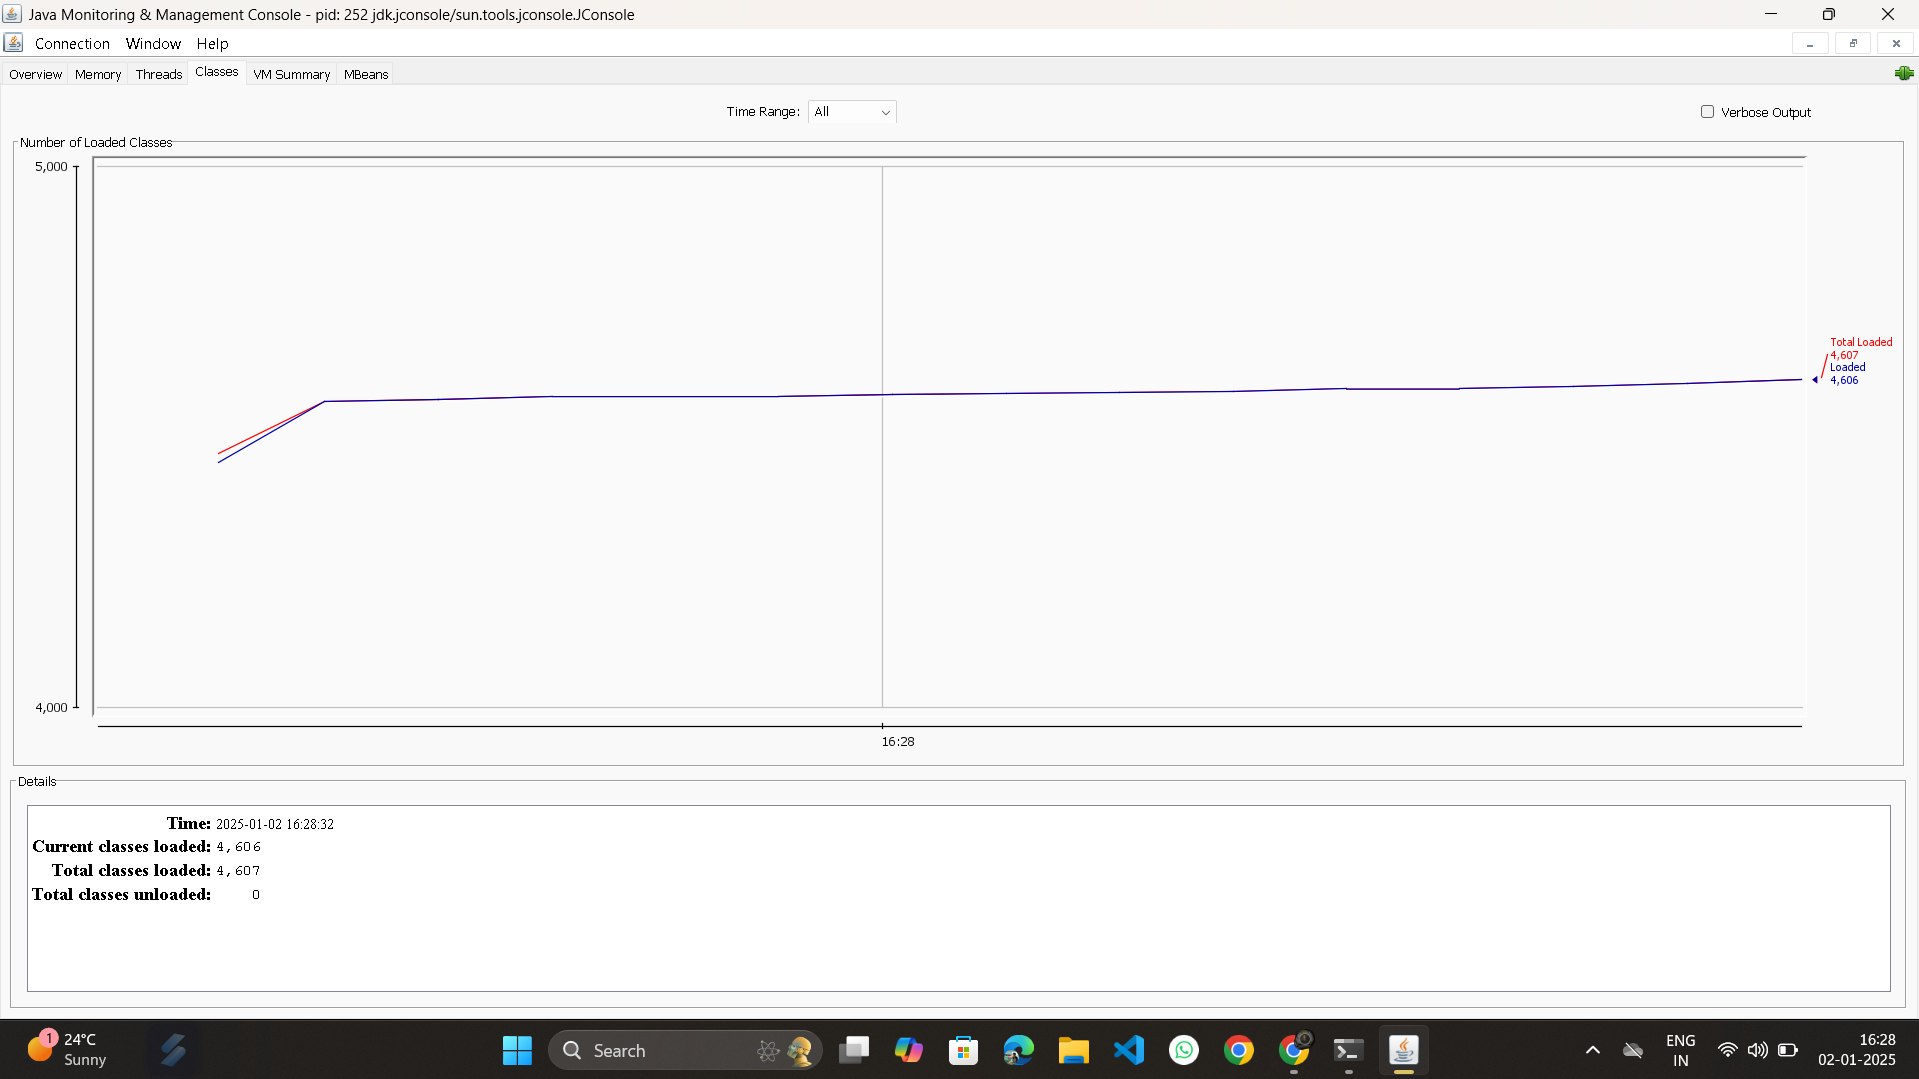 Java Monitoring & Management Console - pid: 252 jdk.jconsole/sun.tools.jconsole.JConsole
Connection Window Help
Overview Memory Threads Classes VM Summary MBeans
Time Range: All
Verbose Output
Number of Loaded Classes
5,000
Total Loaded
4,607
Loaded
4,606
4,000
16:28
Details
Time: 2025-01-02 16:28:32
Current classes loaded: 4,606
Total classes loaded: 4,607
Total classes unloaded: 0
1
24°C
Sunny
Search
ENG
IN
16:28
02-01-2025